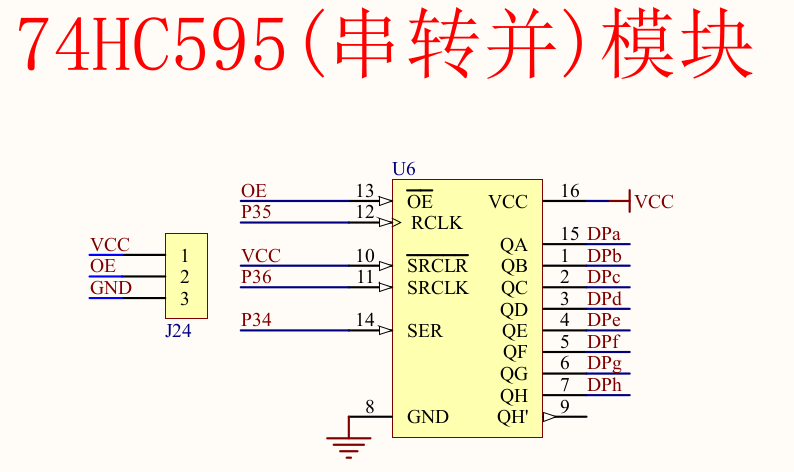 74HC595(串转并)模块
U6
OE 13 OE VCC 16 VCC
P35 12 RCLK
QA 15 DPa
VCC 10 SRCLR QB 1 DPb
P36 11 SRCLK QC 2 DPc
QD 3 DPd
P34 14 SER QE 4 DPe
QF 5 DPf
QG 6 DPg
QH 7 DPh
8 GND QH' 9
VCC 1
OE 2
GND 3
J24